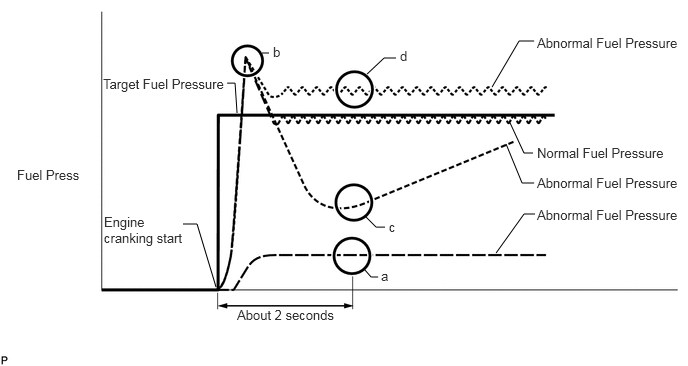 b
d
Abnormal Fuel Pressure
Target Fuel Pressure
Normal Fuel Pressure
Fuel Press
Abnormal Fuel Pressure
Abnormal Fuel Pressure
Engine
cranking start
c
a
About 2 seconds
P